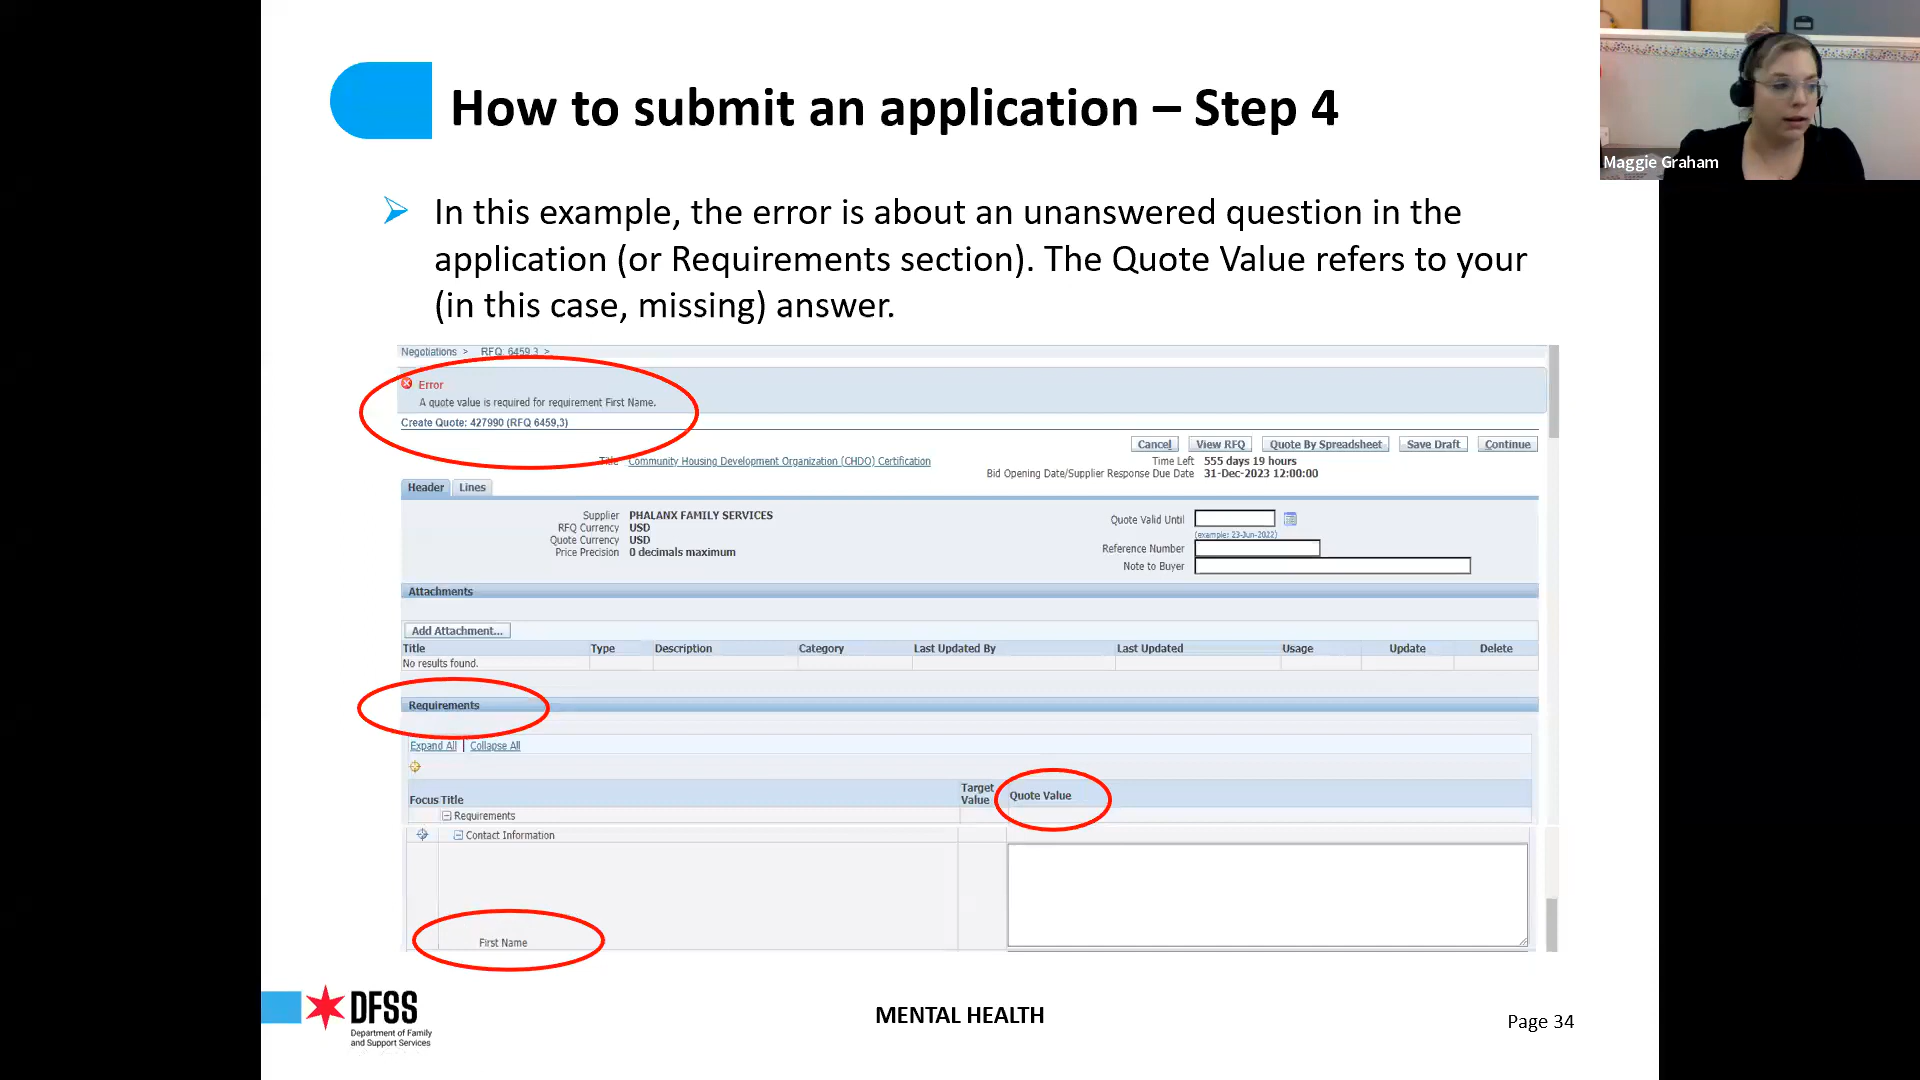 How to submit an application – Step 4
Maggie Graham
In this example, the error is about an unanswered question in the
application (or Requirements section). The Quote Value refers to your
(in this case, missing) answer.
Negotiations > RFQ: 6459,3 >
Error
A quote value is required for requirement First Name.
Create Quote: 427990 (RFQ 6459,3)
Cancel View RFQ Quote By Spreadsheet Save Draft Continue
Title Community Housing Development Organization (CHDO) Certification
Time Left 555 days 19 hours
Bid Opening Date/Supplier Response Due Date 31-Dec-2023 12:00:00
Header Lines
Supplier PHALANX FAMILY SERVICES
RFQ Currency USD
Quote Currency USD
Price Precision 0 decimals maximum
Quote Valid Until
(example: 23-Jun-2022)
Reference Number
Note to Buyer
Attachments
Add Attachment...
Title Type Description Category Last Updated By Last Updated Usage Update Delete
No results found.
Requirements
Expand All | Collapse All
Focus Title Target Value Quote Value
Requirements
Contact Information
First Name
DFSS
Department of Family
and Support Services
MENTAL HEALTH
Page 34